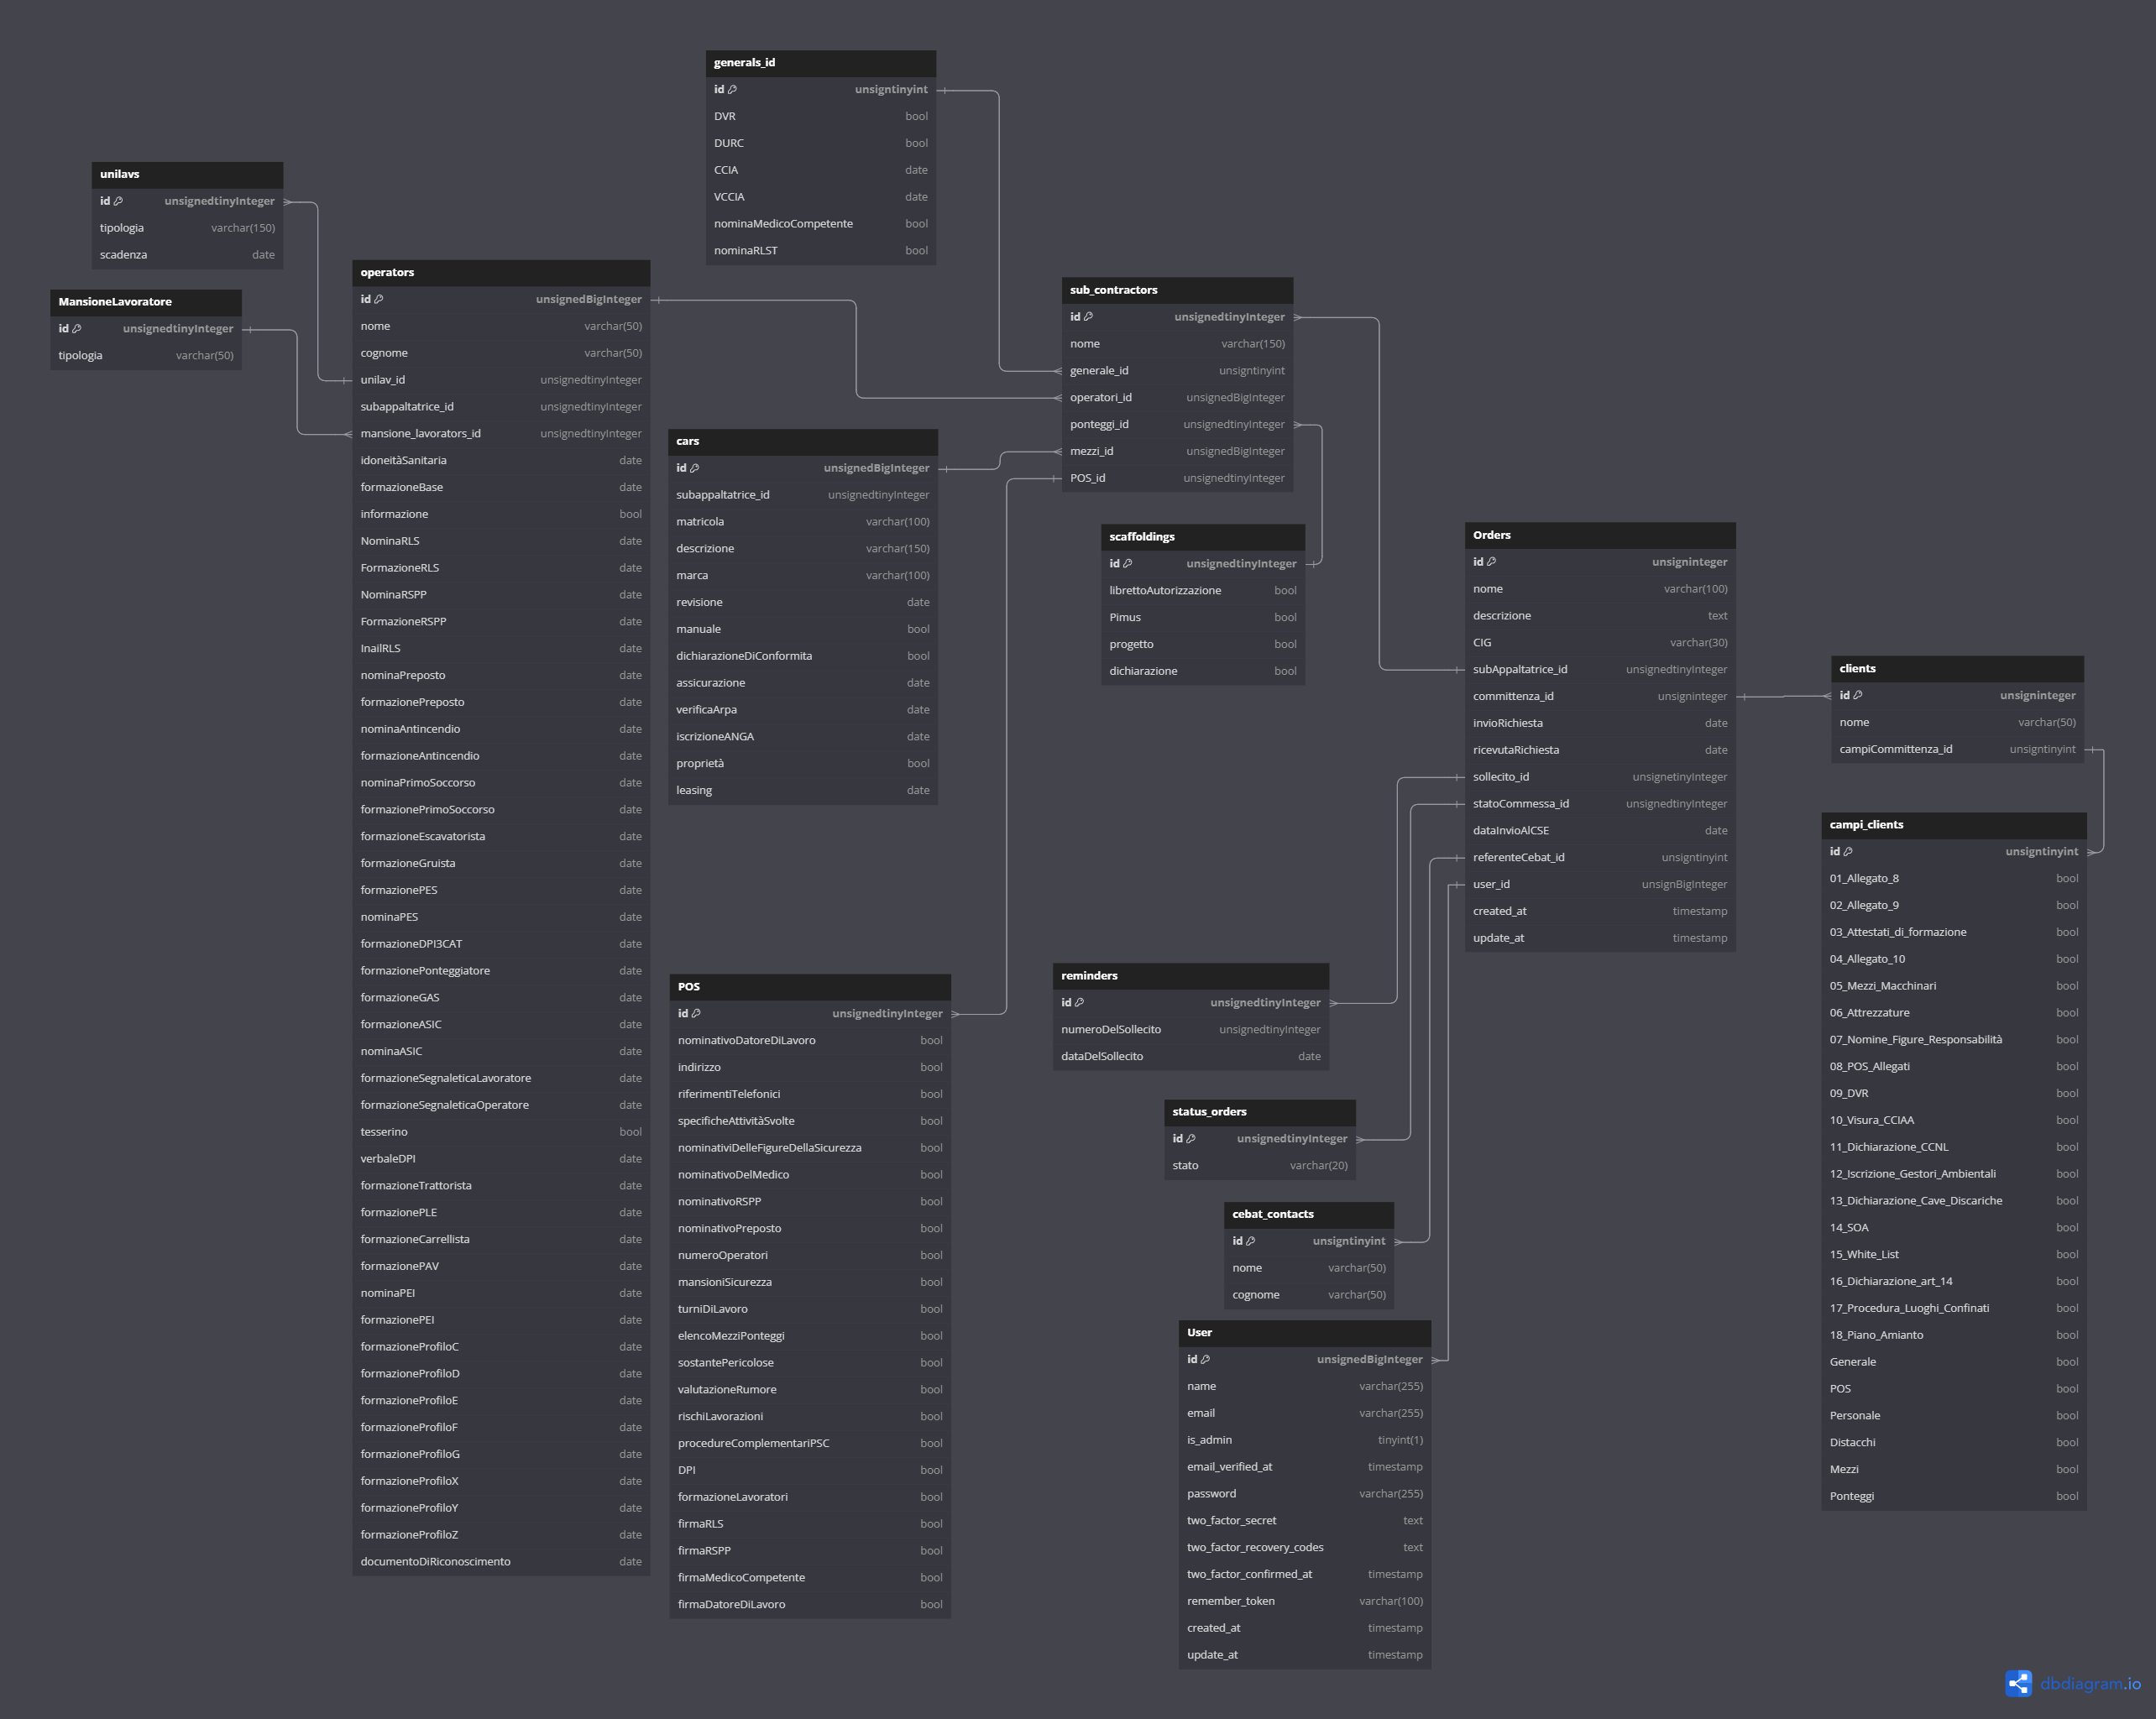 generals_id
id unsigntinyint
DVR bool
DURC bool
CCIA date
VCCIA date
nominaMedicoCompetente bool
nominaRLST bool
unilavs
id unsignedtinyInteger
tipologia varchar(150)
scadenza date
MansioneLavoratore
id unsignedtinyInteger
tipologia varchar(50)
operators
id unsignedBigInteger
nome varchar(50)
cognome varchar(50)
unilav_id unsignedtinyInteger
subappaltatrice_id unsignedtinyInteger
mansione_lavorators_id unsignedtinyInteger
idoneitàSanitaria date
formazioneBase date
informazione bool
NominaRLS date
FormazioneRLS date
NominaRSPP date
FormazioneRSPP date
InailRLS date
nominaPreposto date
formazionePreposto date
nominaAntincendio date
formazioneAntincendio date
nominaPrimoSoccorso date
formazionePrimoSoccorso date
formazioneEscavatorista date
formazioneGruista date
formazionePES date
nominaPES date
formazioneDPI3CAT date
formazionePonteggiatore date
formazioneGAS date
formazioneASIC date
nominaASIC date
formazioneSegnaleticaLavoratore date
formazioneSegnaleticaOperatore date
tesserino bool
verbaleDPI date
formazioneTrattorista date
formazionePLE date
formazioneCarrellista date
formazionePAV date
nominaPEI date
formazionePEI date
formazioneProfiloC date
formazioneProfiloD date
formazioneProfiloE date
formazioneProfiloF date
formazioneProfiloG date
formazioneProfiloX date
formazioneProfiloY date
formazioneProfiloZ date
documentoDiRiconoscimento date
cars
id unsignedBigInteger
subappaltatrice_id unsignedtinyInteger
matricola varchar(100)
descrizione varchar(150)
marca varchar(100)
revisione date
manuale bool
dichiarazioneDiConformita bool
assicurazione date
verificaArpa date
iscrizioneANGA date
proprietà bool
leasing date
POS
id unsignedtinyInteger
nominativoDatoreDiLavoro bool
indirizzo bool
riferimentiTelefonici bool
specificheAttivitàSvolte bool
nominativiDelleFigureDellaSicurezza bool
nominativoDelMedico bool
nominativoRSPP bool
nominativoPreposto bool
numeroOperatori bool
mansioniSicurezza bool
turniDiLavoro bool
elencoMezziPonteggi bool
sostantePericolose bool
valutazioneRumore bool
rischiLavorazioni bool
procedureComplementariPSC bool
DPI bool
formazioneLavoratori bool
firmaRLS bool
firmaRSPP bool
firmaMedicoCompetente bool
firmaDatoreDiLavoro bool
sub_contractors
id unsignedtinyInteger
nome varchar(150)
generale_id unsigntinyint
operatori_id unsignedBigInteger
ponteggi_id unsignedtinyInteger
mezzi_id unsignedBigInteger
POS_id unsignedtinyInteger
scaffoldings
id unsignedtinyInteger
librettoAutorizzazione bool
Pimus bool
progetto bool
dichiarazione bool
Orders
id unsigninteger
nome varchar(100)
descrizione text
CIG varchar(30)
subAppaltatrice_id unsignedtinyInteger
committenza_id unsigninteger
invioRichiesta date
ricevutaRichiesta date
sollecito_id unsignetinyInteger
statoCommessa_id unsignedtinyInteger
dataInvioAlCSE date
referenteCebat_id unsigntinyint
user_id unsignBigInteger
created_at timestamp
update_at timestamp
reminders
id unsignedtinyInteger
numeroDelSollecito unsignedtinyInteger
dataDelSollecito date
status_orders
id unsignedtinyInteger
stato varchar(20)
cebat_contacts
id unsigntinyint
nome varchar(50)
cognome varchar(50)
User
id unsignedBigInteger
name varchar(255)
email varchar(255)
is_admin tinyint(1)
email_verified_at timestamp
password varchar(255)
two_factor_secret text
two_factor_recovery_codes text
two_factor_confirmed_at timestamp
remember_token varchar(100)
created_at timestamp
update_at timestamp
clients
id unsigninteger
nome varchar(50)
campiCommittenza_id unsigntinyint
campi_clients
id unsigntinyint
01_Allegato_8 bool
02_Allegato_9 bool
03_Attestati_di_formazione bool
04_Allegato_10 bool
05_Mezzi_Macchinari bool
06_Attrezzature bool
07_Nomine_Figure_Responsabilità bool
08_POS_Allegati bool
09_DVR bool
10_Visura_CCIAA bool
11_Dichiarazione_CCNL bool
12_Iscrizione_Gestori_Ambientali bool
13_Dichiarazione_Cave_Discariche bool
14_SOA bool
15_White_List bool
16_Dichiarazione_art_14 bool
17_Procedura_Luoghi_Confinati bool
18_Piano_Amianto bool
Generale bool
POS bool
Personale bool
Distacchi bool
Mezzi bool
Ponteggi bool
dbdiagram.io